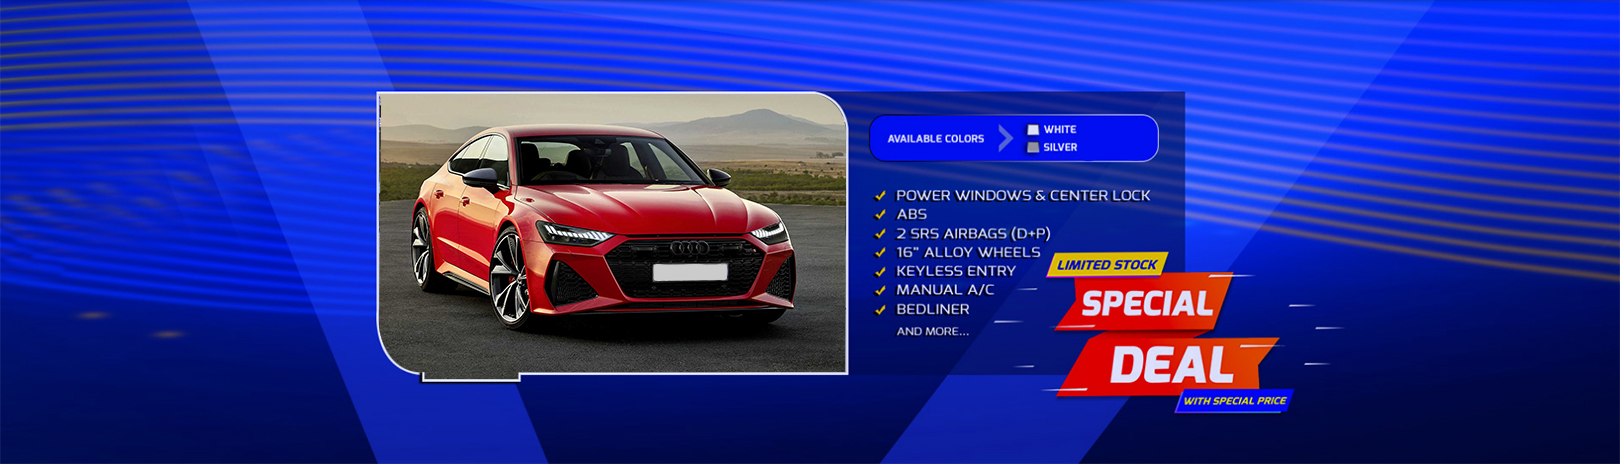 AVAILABLE COLORS
WHITE
SILVER
POWER WINDOWS & CENTER LOCK
ABS
2 SRS AIRBAGS (D+P)
16" ALLOY WHEELS
KEYLESS ENTRY
MANUAL A/C
BEDLINER
AND MORE...
LIMITED STOCK
SPECIAL
DEAL
WITH SPECIAL PRICE